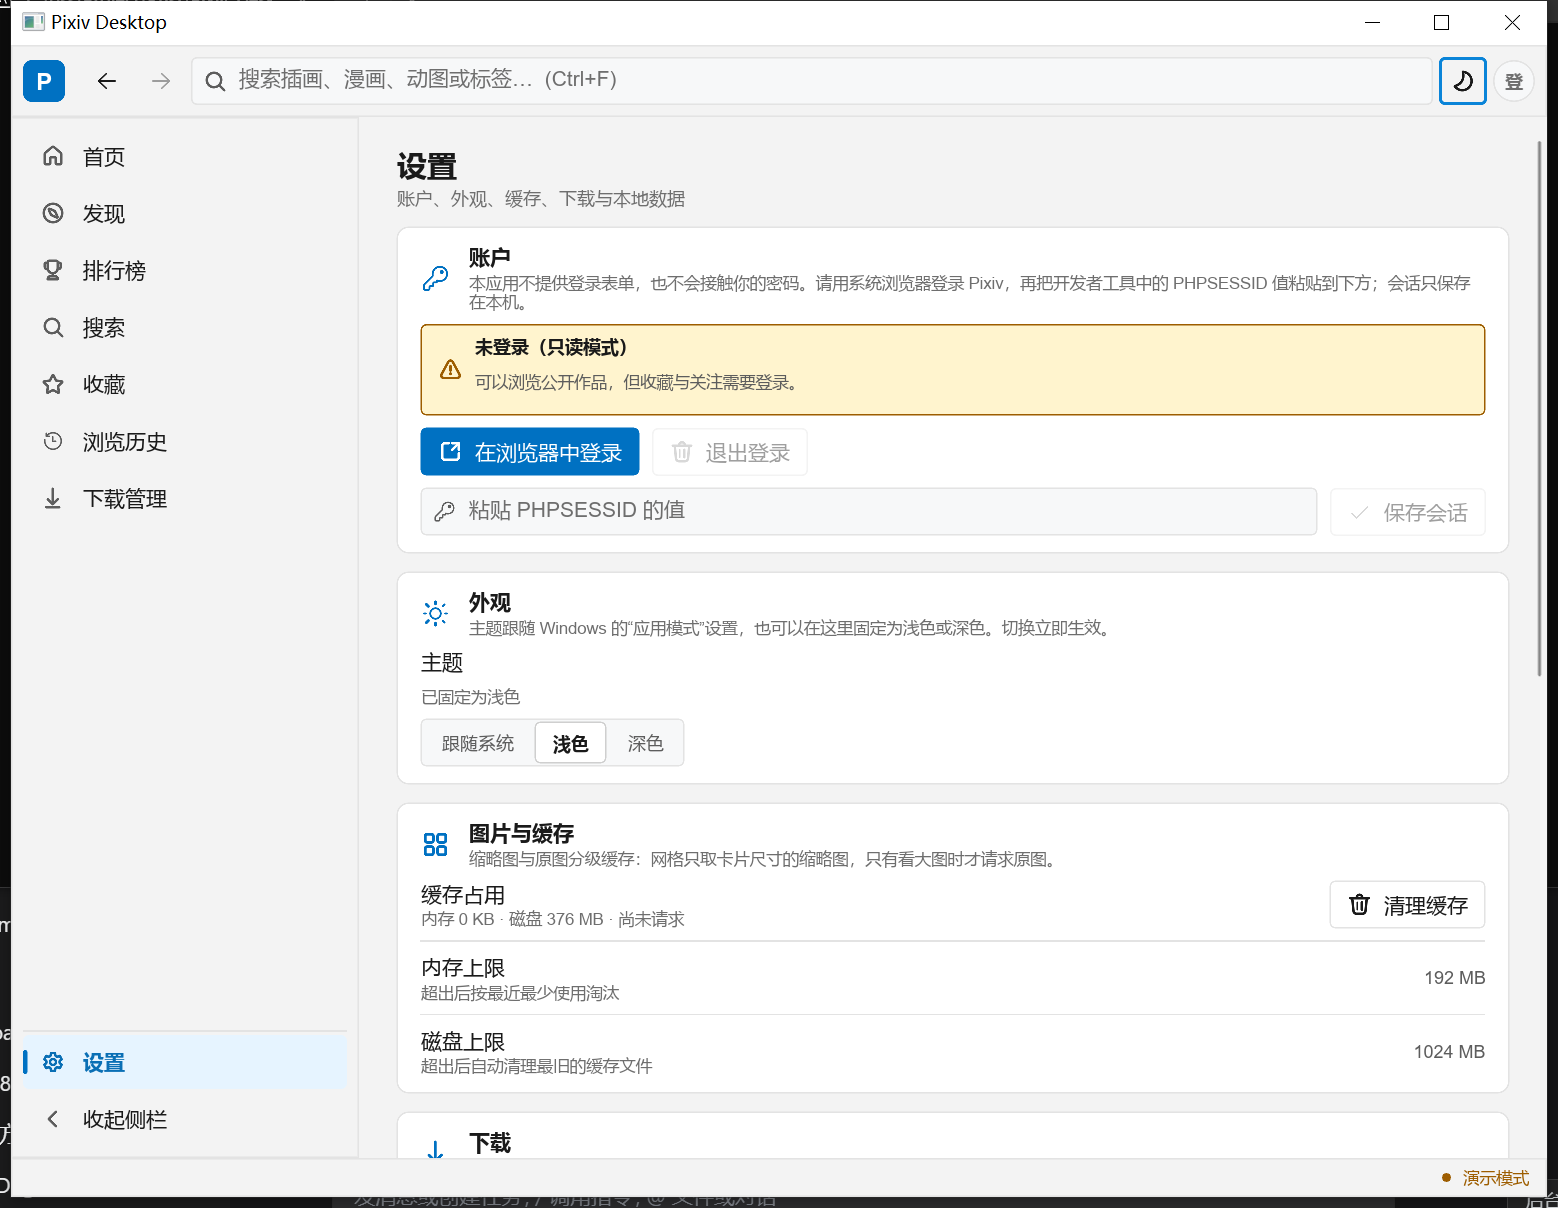 Pixiv Desktop
P
搜索插画、漫画、动图或标签… (Ctrl+F)
登
首页
发现
排行榜
搜索
收藏
浏览历史
下载管理
设置
收起侧栏
设置
账户、外观、缓存、下载与本地数据
账户
本应用不提供登录表单，也不会接触你的密码。请用系统浏览器登录 Pixiv，再把开发者工具中的 PHPSESSID 值粘贴到下方；会话只保存
在本机。
未登录（只读模式）
可以浏览公开作品，但收藏与关注需要登录。
在浏览器中登录
退出登录
粘贴 PHPSESSID 的值
保存会话
外观
主题跟随 Windows 的“应用模式”设置，也可以在这里固定为浅色或深色。切换立即生效。
主题
已固定为浅色
跟随系统
浅色
深色
图片与缓存
缩略图与原图分级缓存：网格只取卡片尺寸的缩略图，只有看大图时才请求原图。
缓存占用
内存 0 KB · 磁盘 376 MB · 尚未请求
清理缓存
内存上限
超出后按最近最少使用淘汰
192 MB
磁盘上限
超出后自动清理最旧的缓存文件
1024 MB
下载
演示模式